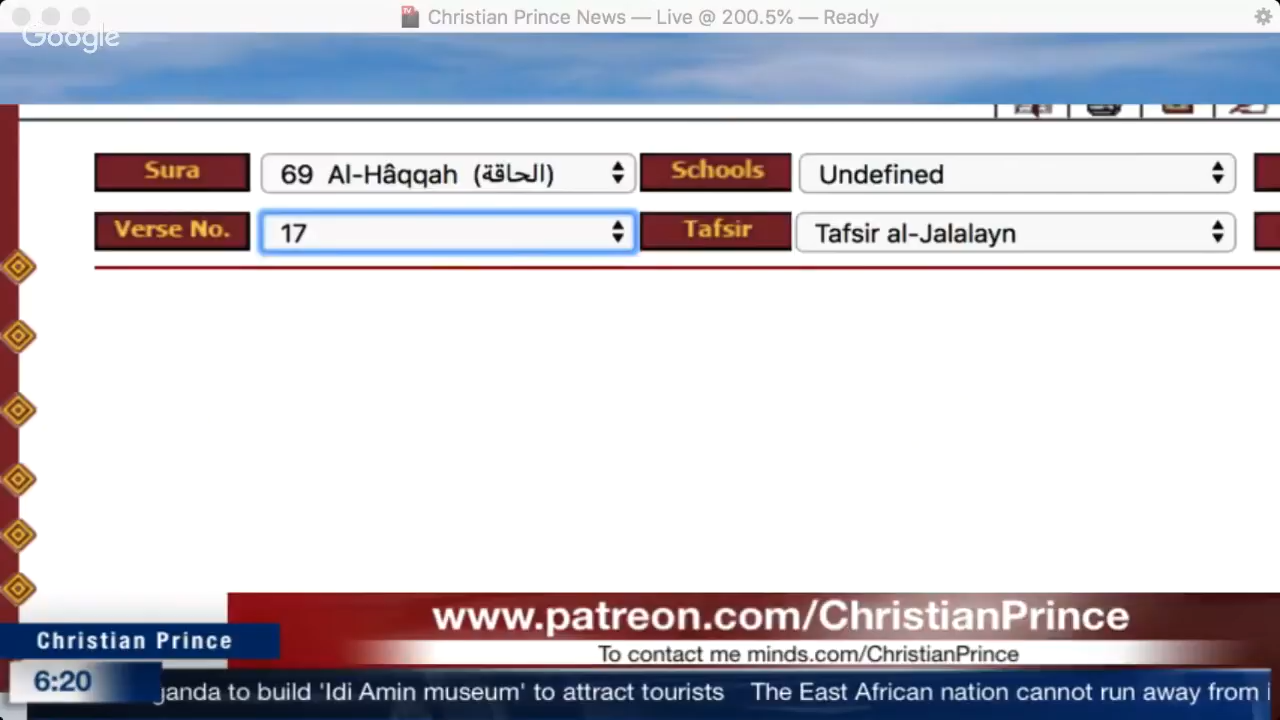 Christian Prince News — Live @ 200.5% — Ready
Google
Sura
69 Al-Hâqqah (الحاقة)
Schools
Undefined
Verse No.
17
Tafsir
Tafsir al-Jalalayn
www.patreon.com/ChristianPrince
Christian Prince
To contact me minds.com/ChristianPrince
6:20
ganda to build 'Idi Amin museum' to attract tourists The East African nation cannot run away from